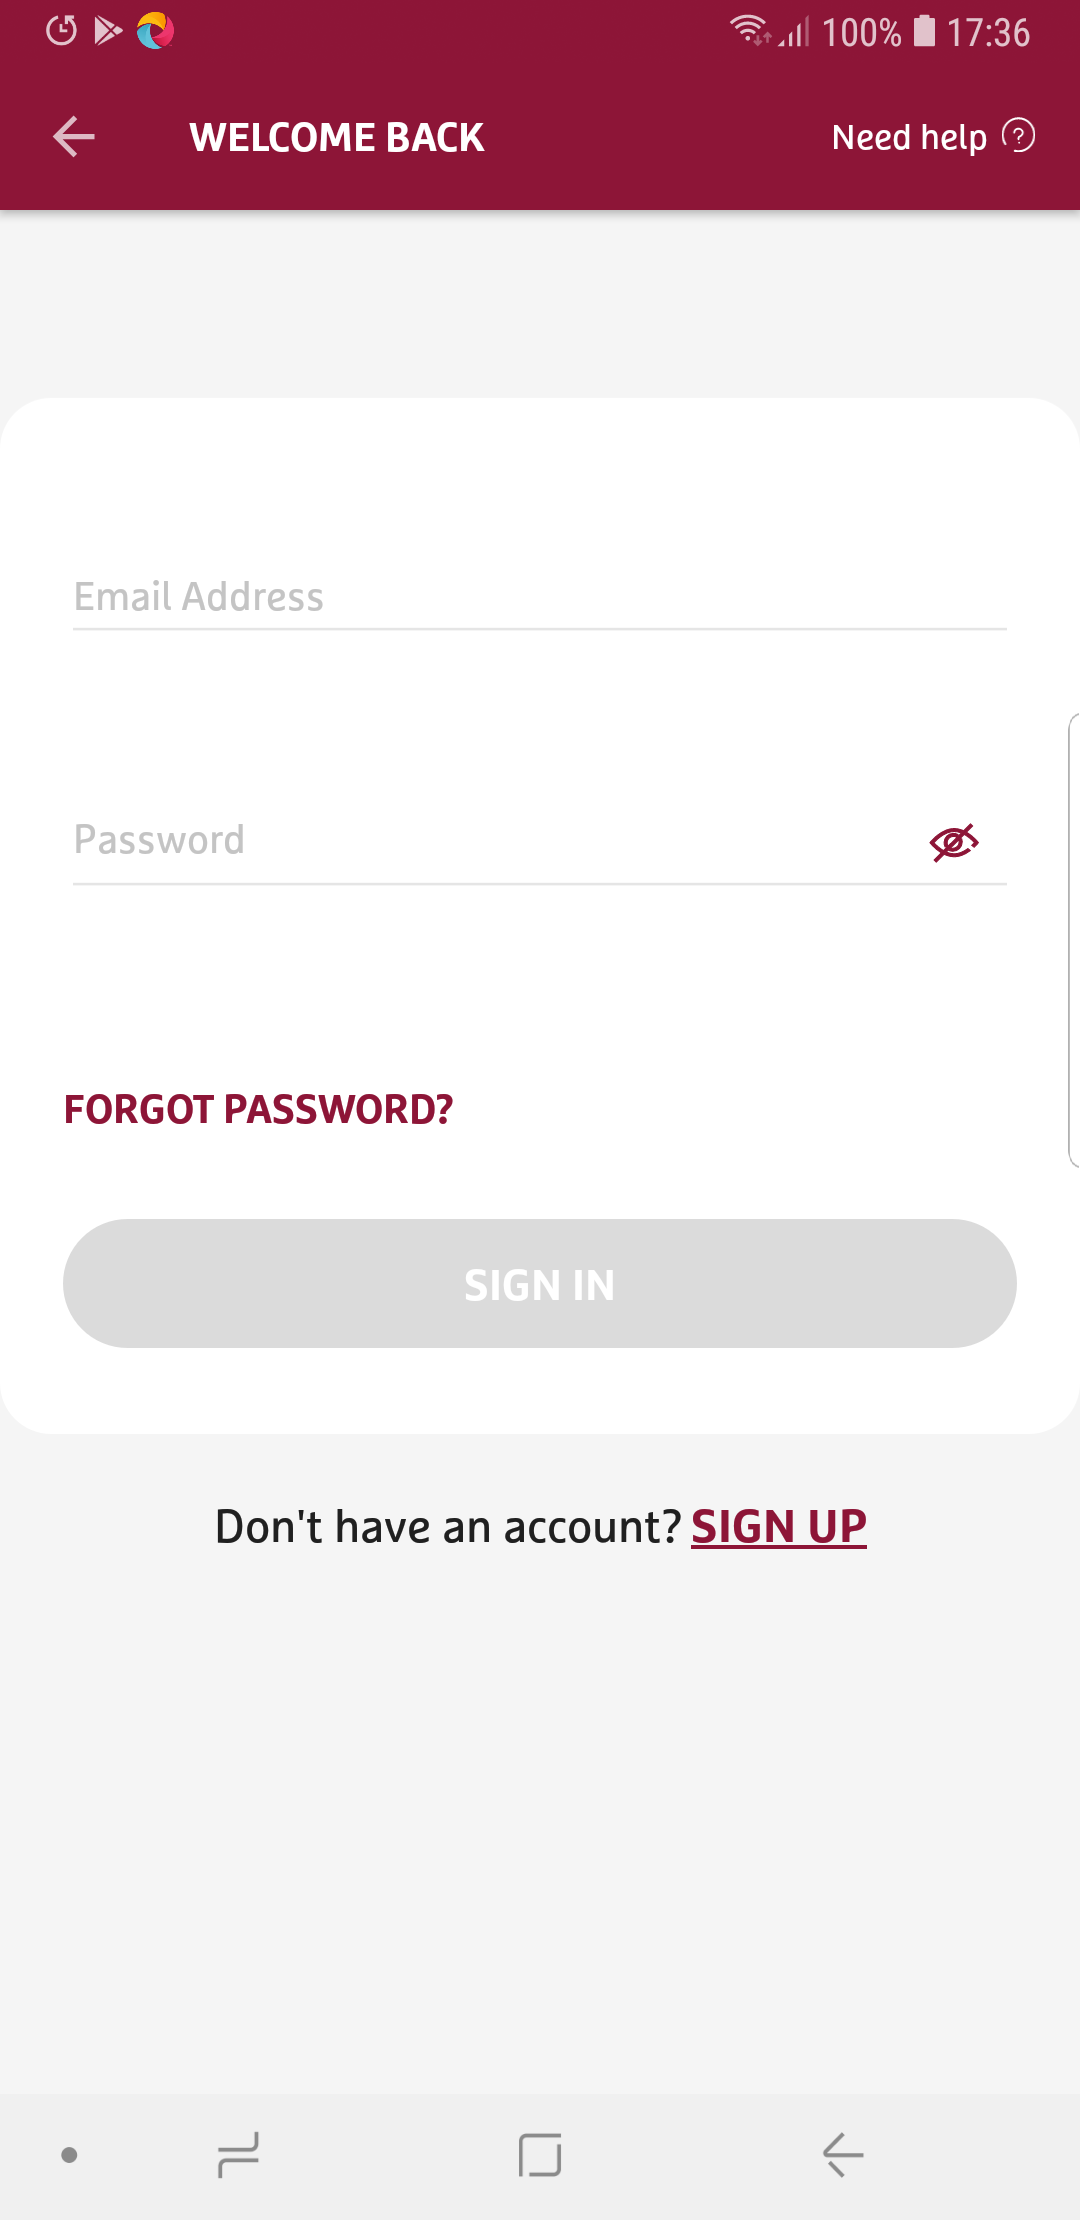 100% 17:36
WELCOME BACK Need help ?
Email Address
Password
FORGOT PASSWORD?
SIGN IN
Don't have an account? SIGN UP